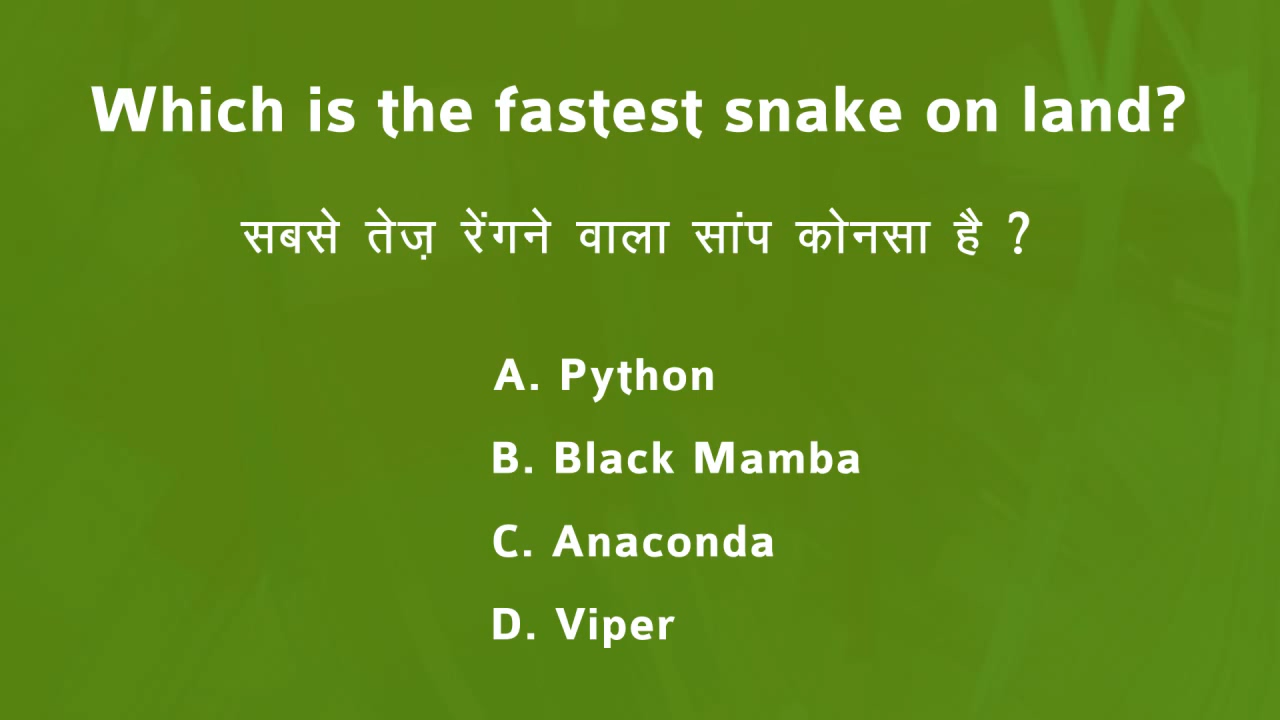 Which is the fastest snake on land?
सबसे तेज़ रेंगने वाला सांप कोनसा है ?
A. Python
B. Black Mamba
C. Anaconda
D. Viper